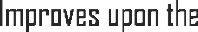 Improves upon the